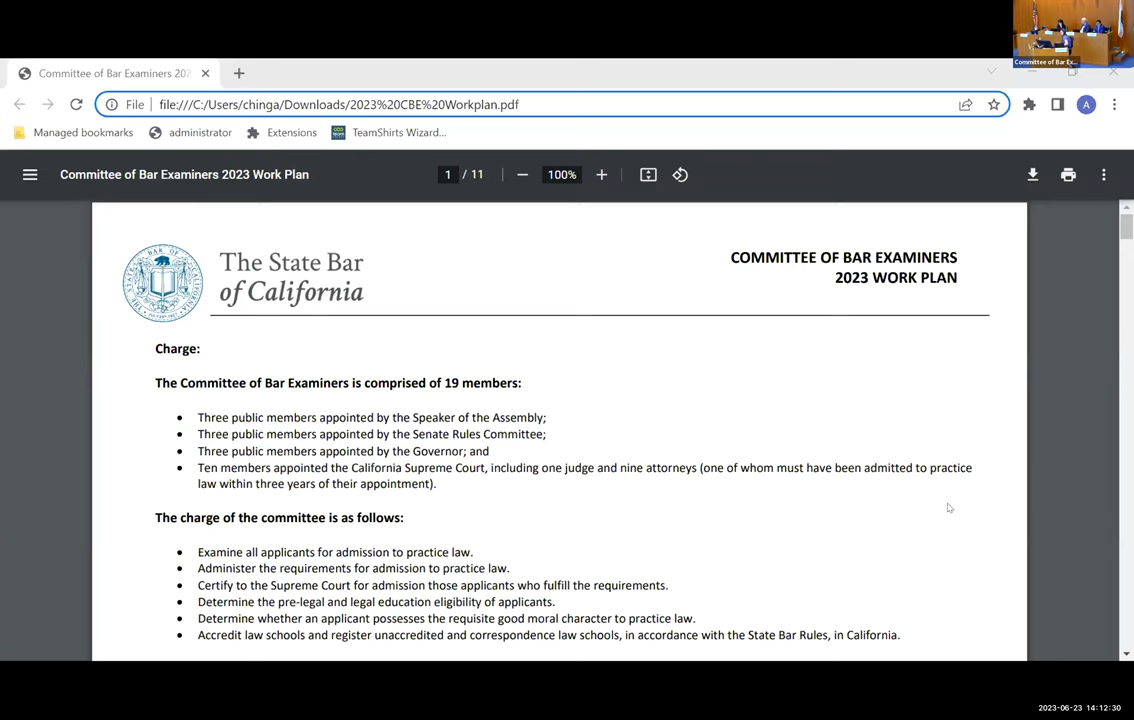 Committee of Bar Ex...
Committee of Bar Examiners 202
File
file:///C:/Users/chinga/Downloads/2023%20CBE%20Workplan.pdf
A
Managed bookmarks
administrator
Extensions
TeamShirts Wizard...
Committee of Bar Examiners 2023 Work Plan
1 / 11
100%
The State Bar
of California
COMMITTEE OF BAR EXAMINERS
2023 WORK PLAN
Charge:
The Committee of Bar Examiners is comprised of 19 members:
• Three public members appointed by the Speaker of the Assembly;
• Three public members appointed by the Senate Rules Committee;
• Three public members appointed by the Governor; and
• Ten members appointed the California Supreme Court, including one judge and nine attorneys (one of whom must have been admitted to practice
law within three years of their appointment).
The charge of the committee is as follows:
• Examine all applicants for admission to practice law.
• Administer the requirements for admission to practice law.
• Certify to the Supreme Court for admission those applicants who fulfill the requirements.
• Determine the pre-legal and legal education eligibility of applicants.
• Determine whether an applicant possesses the requisite good moral character to practice law.
• Accredit law schools and register unaccredited and correspondence law schools, in accordance with the State Bar Rules, in California.
2023-06-23 14:12:30